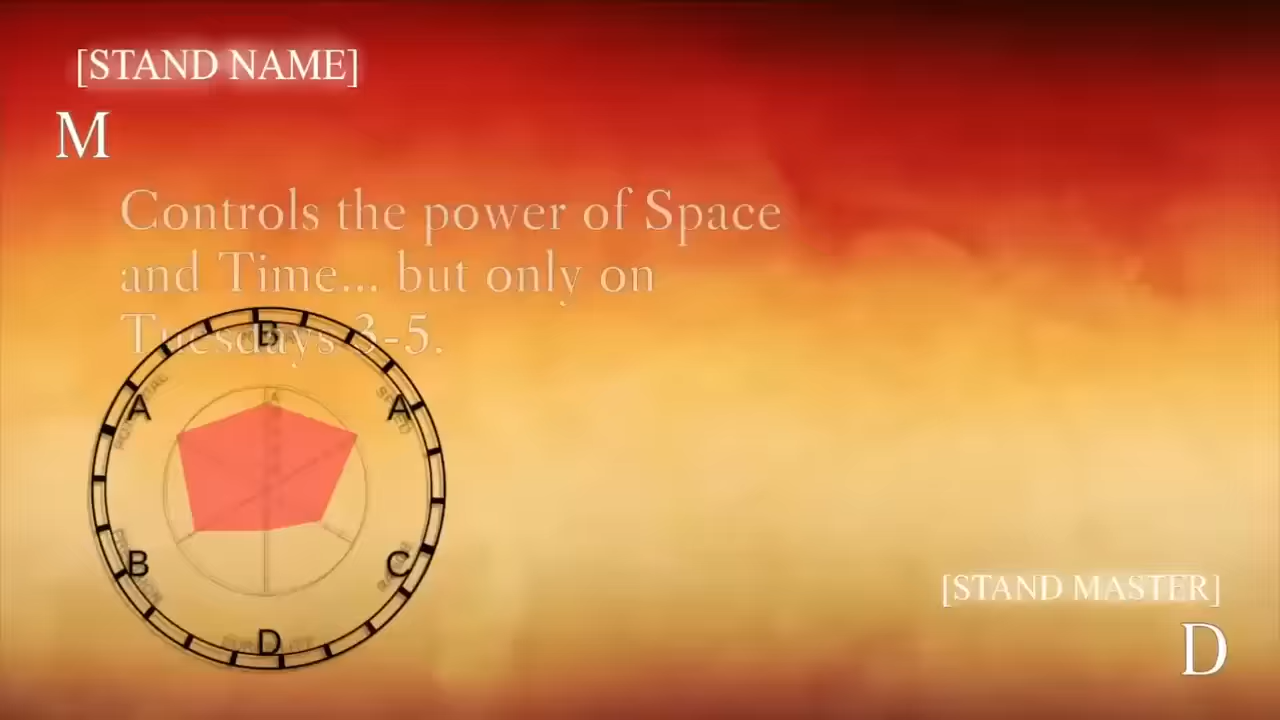 [STAND NAME]
M
Controls the power of Space
and Time... but only on
Tuesdays 3-5.
B
A
A
B
C
D
[STAND MASTER]
D